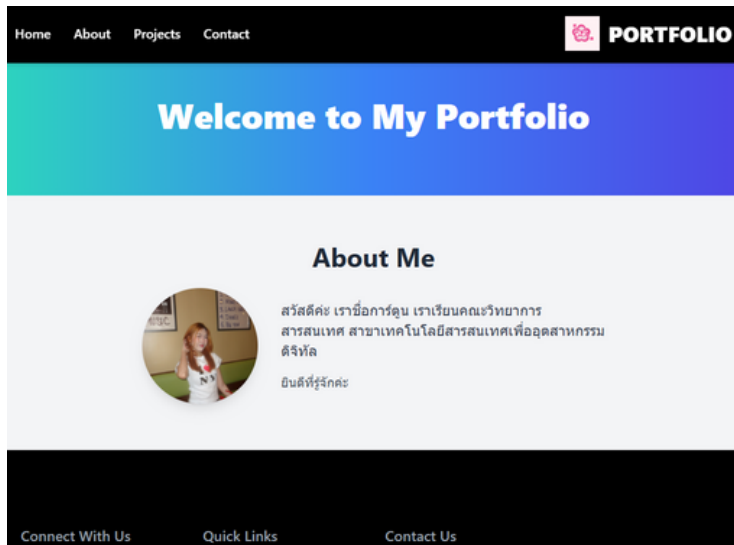 Home About Projects Contact PORTFOLIO
Welcome to My Portfolio
About Me
สวัสดีค่ะ เราชื่อการ์ตูน เราเรียนคณะวิทยาการ
สารสนเทศ สาขาเทคโนโลยีสารสนเทศเพื่ออุตสาหกรรม
ดิจิทัล
ยินดีที่รู้จักค่ะ
Connect With Us Quick Links Contact Us